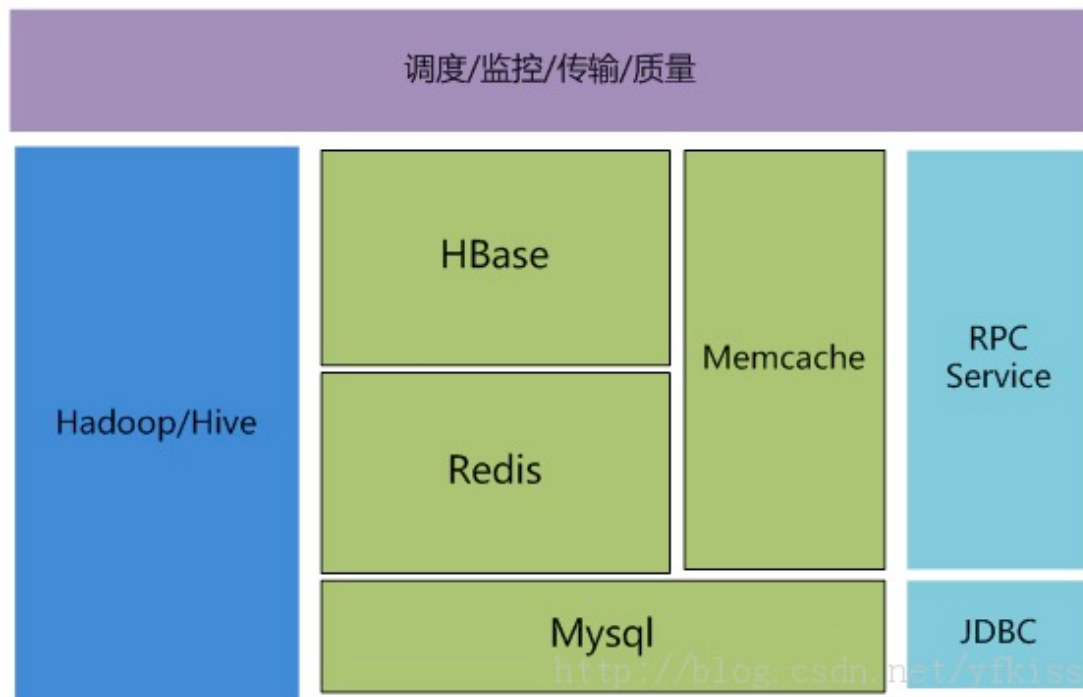 调度/监控/传输/质量
Hadoop/Hive
HBase
Redis
Memcache
RPC
Service
Mysql
JDBC
http://blog.csdn.net/yfkiss